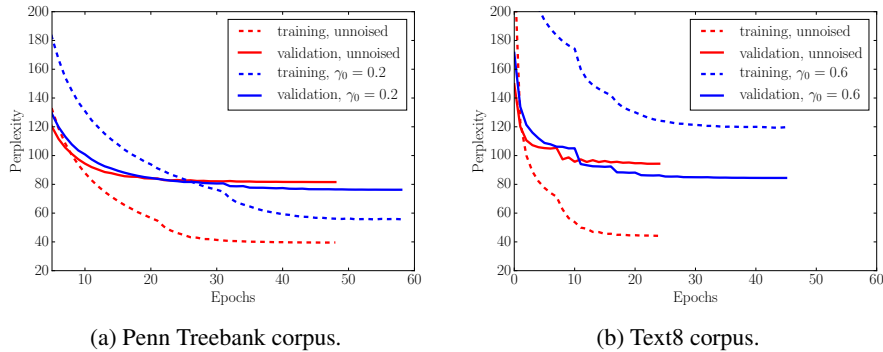 200
180
160
140
120
100
80
60
40
20
Perplexity
10 20 30 40 50 60
Epochs
training, unnoised
validation, unnoised
training, γ₀ = 0.2
validation, γ₀ = 0.2
(a) Penn Treebank corpus.
200
180
160
140
120
100
80
60
40
20
Perplexity
0 10 20 30 40 50 60
Epochs
training, unnoised
validation, unnoised
training, γ₀ = 0.6
validation, γ₀ = 0.6
(b) Text8 corpus.